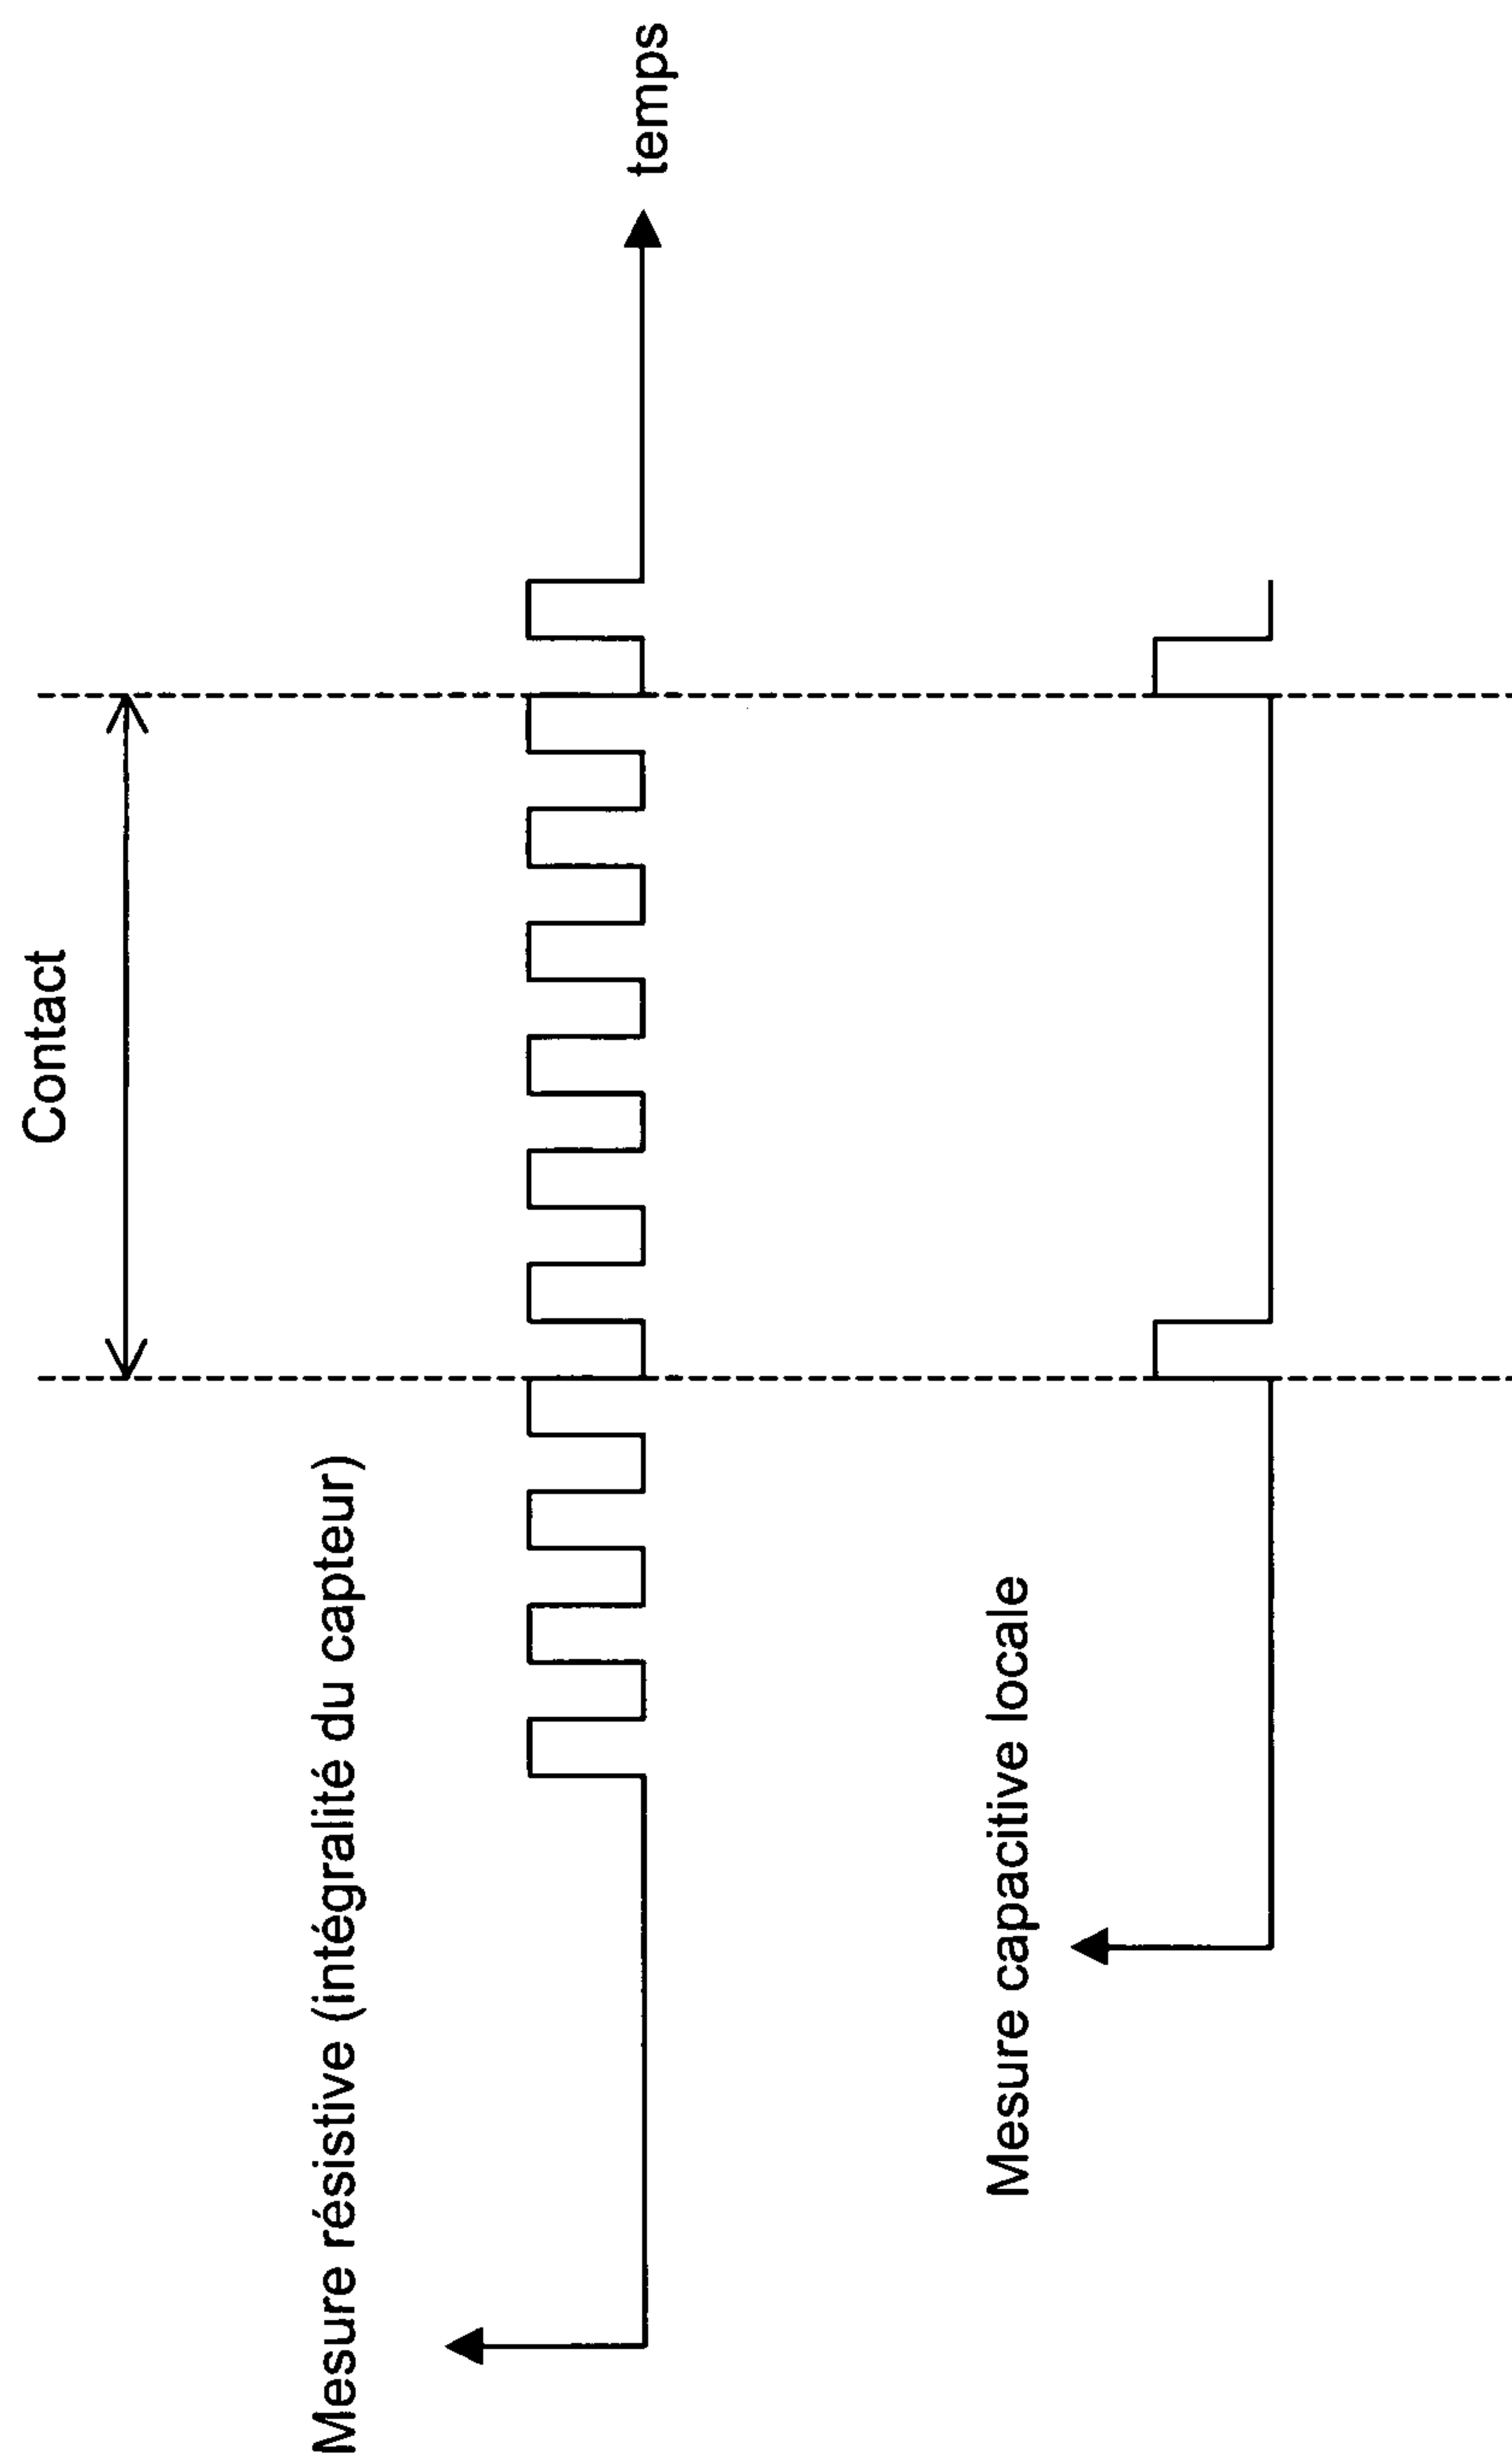 Contact
Mesure résistive (intégralité du capteur)
temps
Mesure capacitive locale